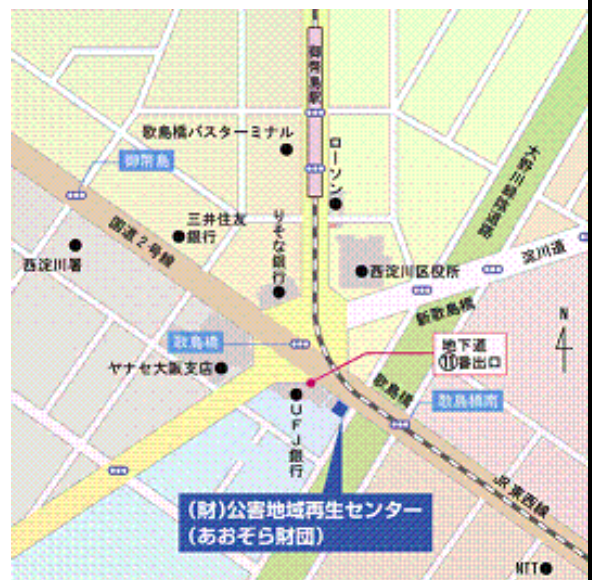 御幣島駅
歌島橋バスターミナル
ローソン
御幣島
大野川緑陰道路
国道2号線
三井住友
銀行
りそな銀行
西淀川署
西淀川区役所
淀川道
新歌島橋
N
歌島橋
地下道
⑪番出口
ヤナセ大阪支店
UFJ銀行
歌島橋
歌島橋南
JR東西線
(財)公害地域再生センター
(あおぞら財団)
NTT